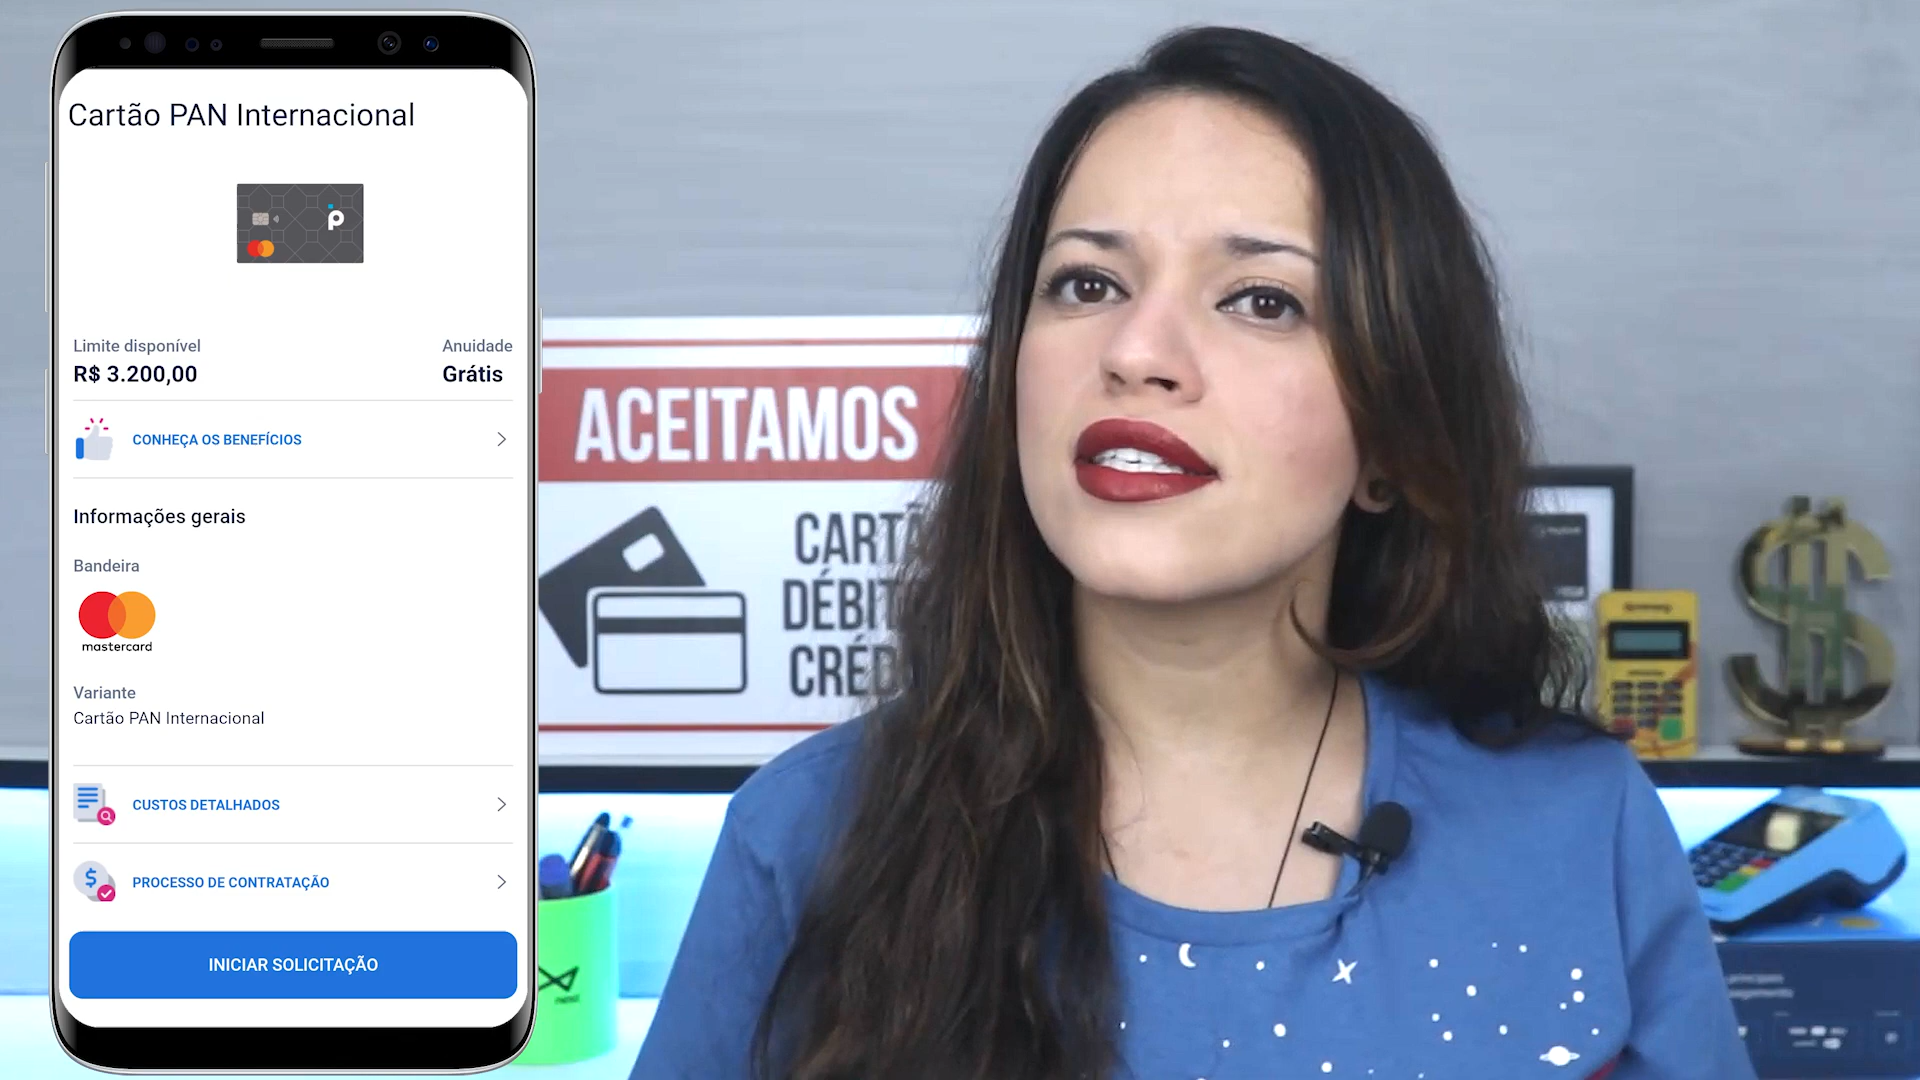 Cartão PAN Internacional
Limite disponível
Anuidade
R$ 3.200,00
Grátis
CONHEÇA OS BENEFÍCIOS
Informações gerais
Bandeira
mastercard
Variante
Cartão PAN Internacional
CUSTOS DETALHADOS
PROCESSO DE CONTRATAÇÃO
INICIAR SOLICITAÇÃO
ACEITAMOS
CARTÃ
DÉBIT
CRÉD